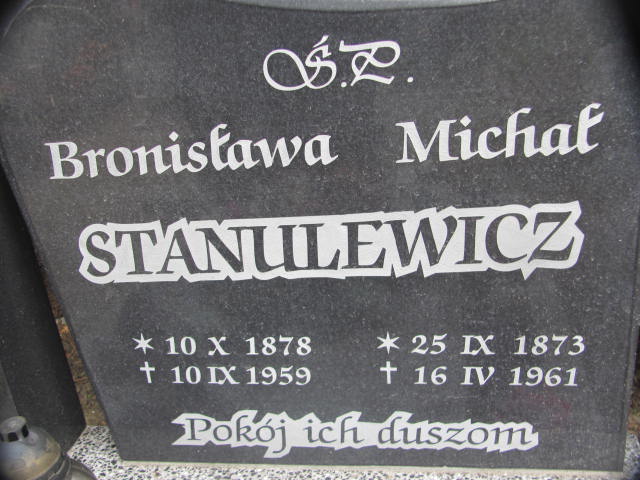 Ś.P.
Bronisława Michał
STANULEWICZ
* 10 X 1878 * 25 IX 1873
† 10 IX 1959 † 16 IV 1961
Pokój ich duszom